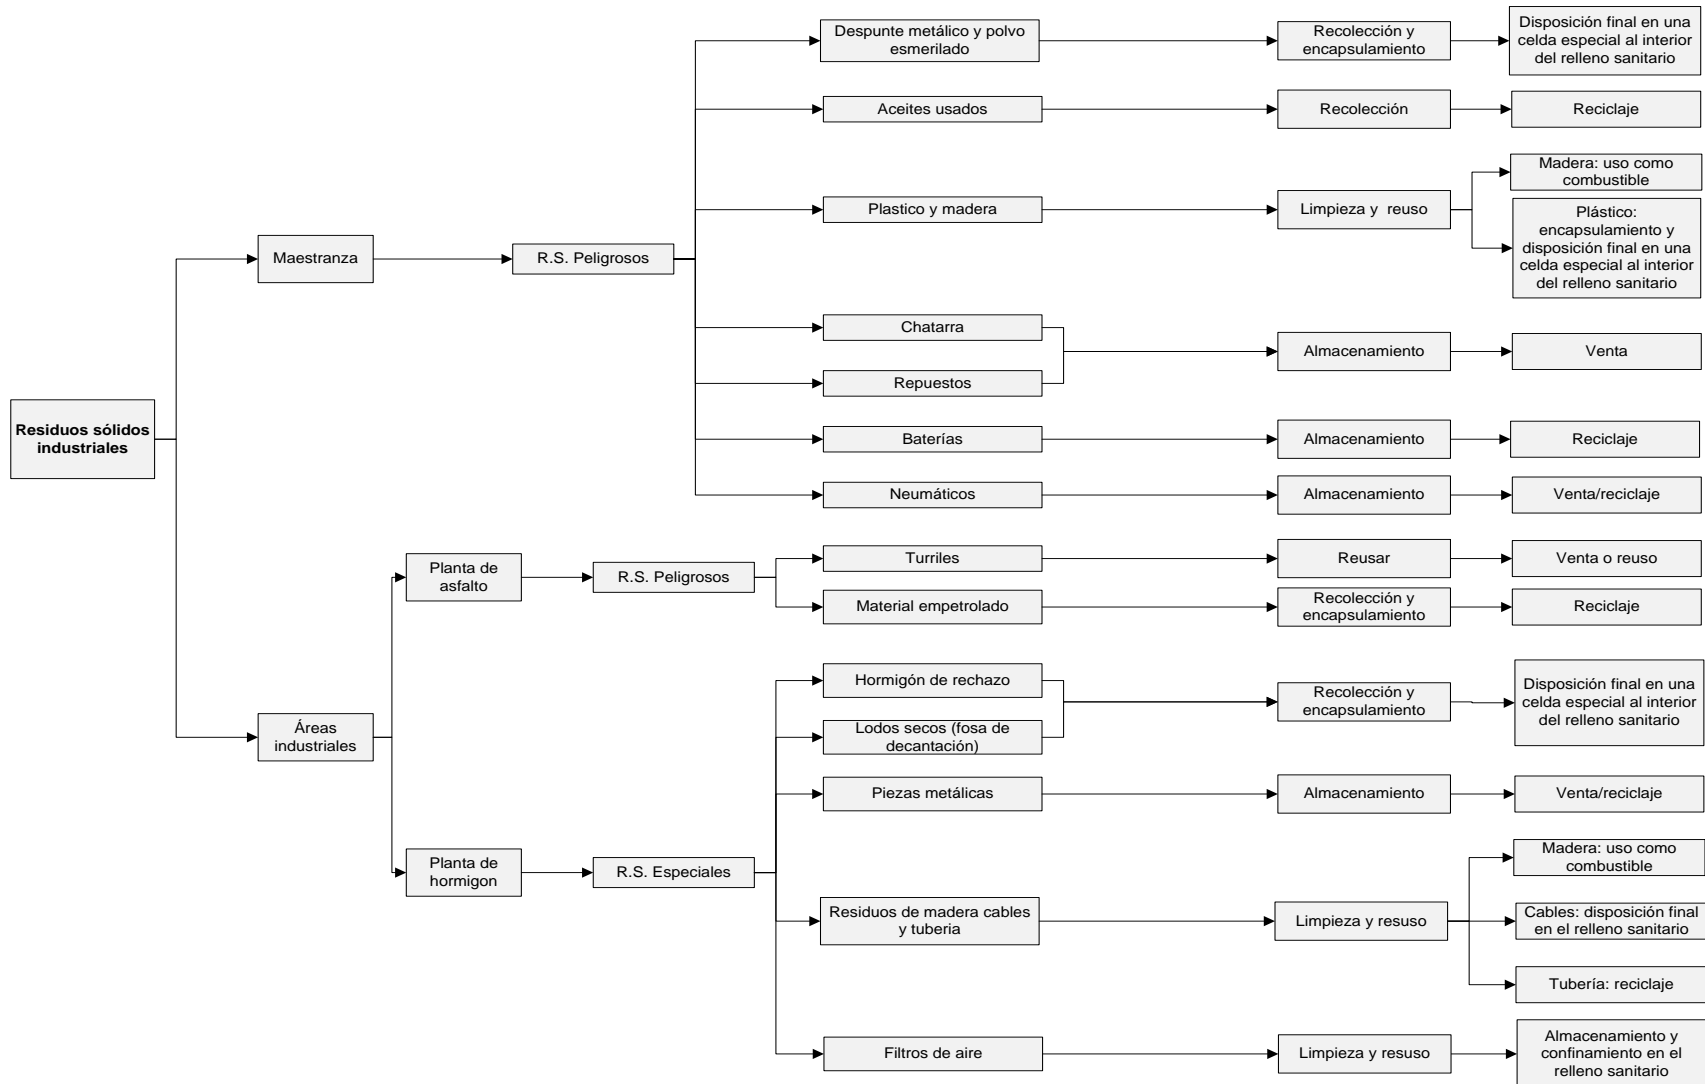 Residuos sólidos
industriales
Maestranza
R.S. Peligrosos
Despunte metálico y polvo
esmerilado
Recolección y
encapsulamiento
Disposición final en una
celda especial al interior
del relleno sanitario
Aceites usados
Recolección
Reciclaje
Plastico y madera
Limpieza y reuso
Madera: uso como
combustible
Plástico:
encapsulamiento y
disposición final en una
celda especial al interior
del relleno sanitario
Chatarra
Repuestos
Almacenamiento
Venta
Baterías
Almacenamiento
Reciclaje
Neumáticos
Almacenamiento
Venta/reciclaje
Áreas
industriales
Planta de
asfalto
R.S. Peligrosos
Turriles
Reusar
Venta o reuso
Material empetrolado
Recolección y
encapsulamiento
Reciclaje
Planta de
hormigon
R.S. Especiales
Hormigón de rechazo
Lodos secos (fosa de
decantación)
Recolección y
encapsulamiento
Disposición final en una
celda especial al interior
del relleno sanitario
Piezas metálicas
Almacenamiento
Venta/reciclaje
Residuos de madera cables
y tuberia
Limpieza y resuso
Madera: uso como
combustible
Cables: disposición final
en el relleno sanitario
Tubería: reciclaje
Filtros de aire
Limpieza y resuso
Almacenamiento y
confinamiento en el
relleno sanitario